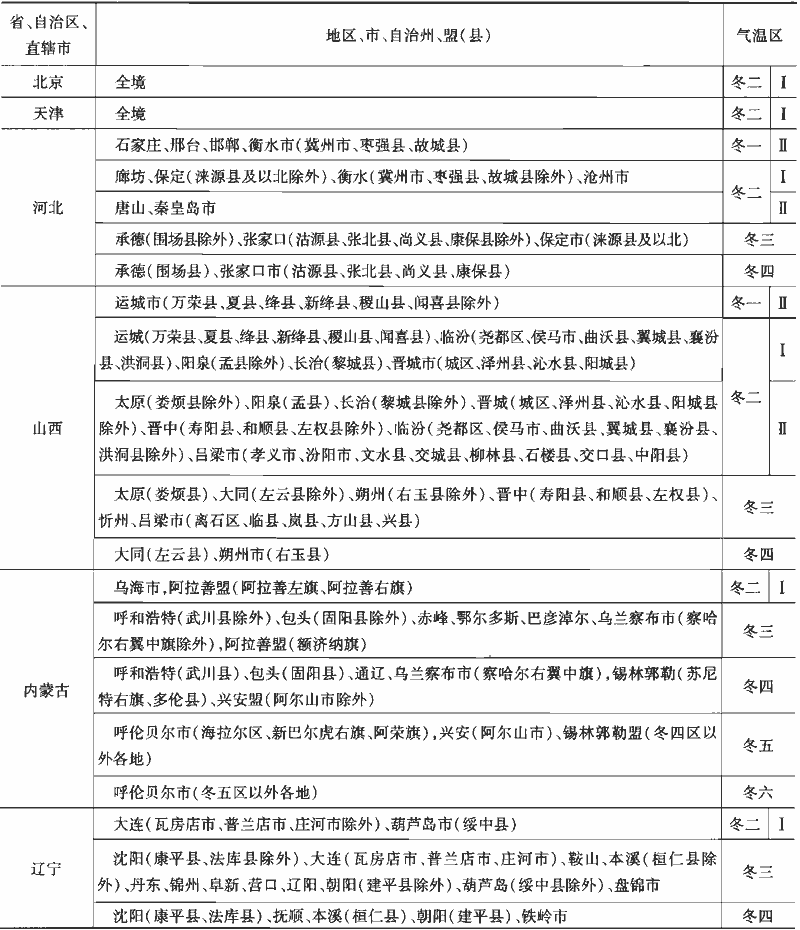 省、自治区、
直辖市
地区、市、自治州、盟(县)
气温区
北京
全境
冬二
Ⅰ
天津
全境
冬二
Ⅰ
河北
石家庄、邢台、邯郸、衡水市(冀州市、枣强县、故城县)
冬一
Ⅱ
廊坊、保定(涞源县及以北除外)、衡水(冀州市、枣强县、故城县除外)、沧州市
冬二
Ⅰ
唐山、秦皇岛市
Ⅱ
承德(围场县除外)、张家口(沽源县、张北县、尚义县、康保县除外)、保定市(涞源县及以北)
冬三
承德(围场县)、张家口市(沽源县、张北县、尚义县、康保县)
冬四
山西
运城市(万荣县、夏县、绛县、新绛县、稷山县、闻喜县除外)
冬一
Ⅱ
运城(万荣县、夏县、绛县、新绛县、稷山县、闻喜县)、临汾(尧都区、侯马市、曲沃县、翼城县、襄汾
县、洪洞县)、阳泉(孟县除外)、长治(黎城县)、晋城市(城区、泽州县、沁水县、阳城县)
冬二
Ⅰ
太原(娄烦县除外)、阳泉(孟县)、长治(黎城县除外)、晋城(城区、泽州县、沁水县、阳城县
除外)、晋中(寿阳县、和顺县、左权县除外)、临汾(尧都区、侯马市、曲沃县、翼城县、襄汾县、
洪洞县除外)、吕梁市(孝义市、汾阳市、文水县、交城县、柳林县、石楼县、交口县、中阳县)
Ⅱ
太原(娄烦县)、大同(左云县除外)、朔州(右玉县除外)、晋中(寿阳县、和顺县、左权县)、
忻州、吕梁市(离石区、临县、岚县、方山县、兴县)
冬三
大同(左云县)、朔州市(右玉县)
冬四
内蒙古
乌海市,阿拉善盟(阿拉善左旗、阿拉善右旗)
冬二
Ⅰ
呼和浩特(武川县除外)、包头(固阳县除外)、赤峰、鄂尔多斯、巴彦淖尔、乌兰察布市(察哈
尔右翼中旗除外),阿拉善盟(额济纳旗)
冬三
呼和浩特(武川县)、包头(固阳县)、通辽、乌兰察布市(察哈尔右翼中旗),锡林郭勒(苏尼
特右旗、多伦县)、兴安盟(阿尔山市除外)
冬四
呼伦贝尔市(海拉尔区、新巴尔虎右旗、阿荣旗),兴安(阿尔山市)、锡林郭勒盟(冬四区以
外各地)
冬五
呼伦贝尔市(冬五区以外各地)
冬六
辽宁
大连(瓦房店市、普兰店市、庄河市除外)、葫芦岛市(绥中县)
冬二
Ⅰ
沈阳(康平县、法库县除外)、大连(瓦房店市、普兰店市、庄河市)、鞍山、本溪(桓仁县除
外)、丹东、锦州、阜新、营口、辽阳、朝阳(建平县除外)、葫芦岛(绥中县除外)、盘锦市
冬三
沈阳(康平县、法库县)、抚顺、本溪(桓仁县)、朝阳(建平县)、铁岭市
冬四